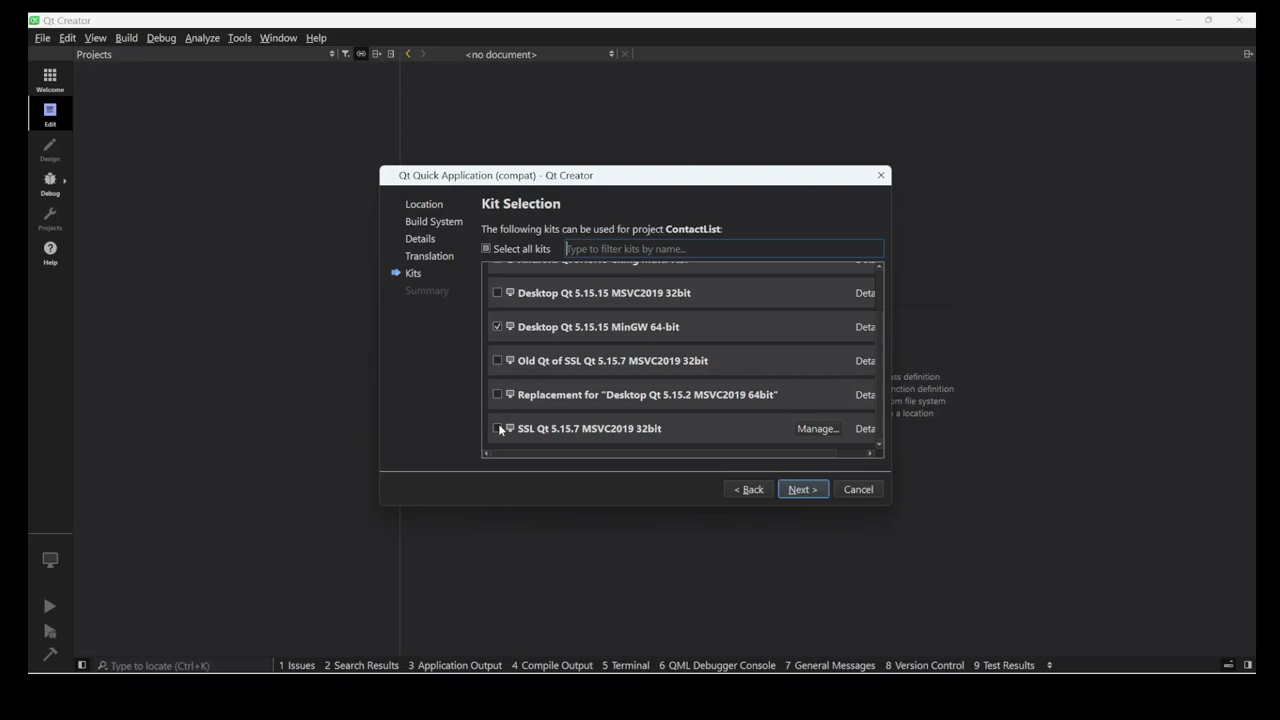 Qt Creator
File Edit View Build Debug Tools Analyze Window Help
Projects
<no document>
Welcome
Edit
Design
Debug
Projects
Help
Qt Quick Application (compat) - Qt Creator
Location
Build System
Details
Translation
Kits
Summary
Kit Selection
The following kits can be used for project ContactList:
Select all kits
Type to filter kits by name...
Desktop Qt 5.15.15 MSVC2019 32bit Deta
Desktop Qt 5.15.15 MinGW 64-bit Deta
Old Qt of SSL Qt 5.15.7 MSVC2019 32bit Deta
Replacement for "Desktop Qt 5.15.2 MSVC2019 64bit" Deta
SSL Qt 5.15.7 MSVC2019 32bit Manage... Deta
< Back Next > Cancel
ss definition
nction definition
om file system
a location
Type to locate (Ctrl+K)
1 Issues 2 Search Results 3 Application Output 4 Compile Output 5 Terminal 6 QML Debugger Console 7 General Messages 8 Version Control 9 Test Results